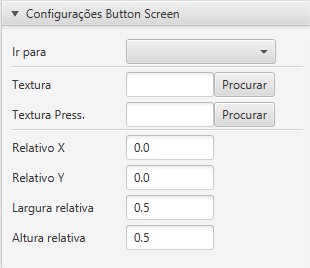 Configurações Button Screen
Ir para
Textura Procurar
Textura Press. Procurar
Relativo X 0.0
Relativo Y 0.0
Largura relativa 0.5
Altura relativa 0.5